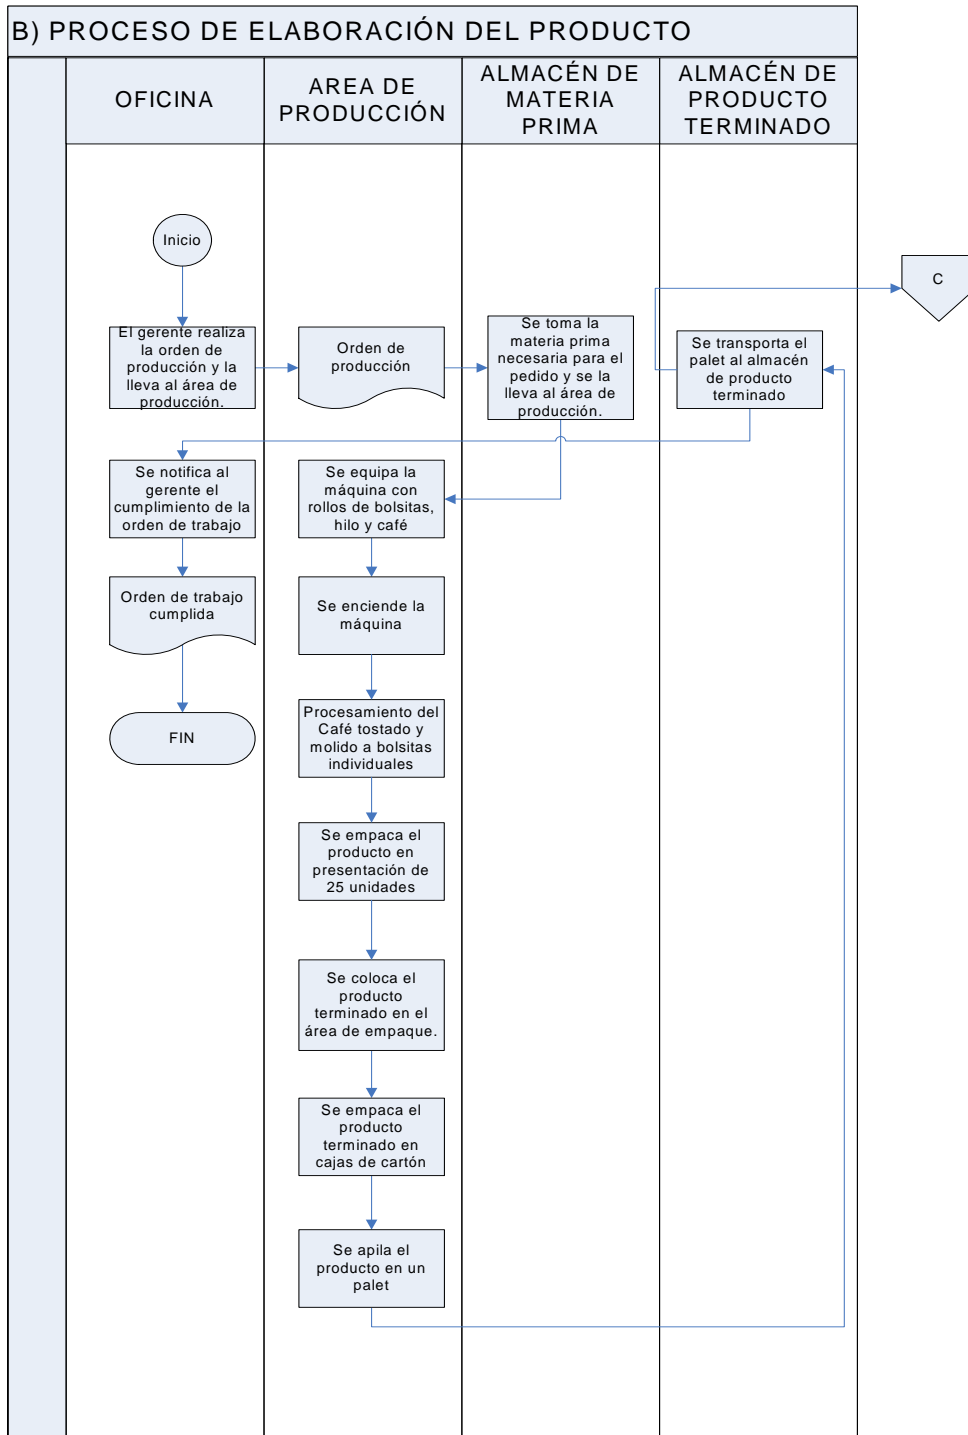 B) PROCESO DE ELABORACIÓN DEL PRODUCTO
OFICINA
AREA DE
PRODUCCIÓN
ALMACÉN DE
MATERIA
PRIMA
ALMACÉN DE
PRODUCTO
TERMINADO
Inicio
C
El gerente realiza
la orden de
producción y la
lleva al área de
producción.
Orden de
producción
Se toma la
materia prima
necesaria para el
pedido y se la
lleva al área de
producción.
Se transporta el
palet al almacén
de producto
terminado
Se notifica al
gerente el
cumplimiento de la
orden de trabajo
Se equipa la
máquina con
rollos de bolsitas,
hilo y café
Orden de trabajo
cumplida
Se enciende la
máquina
FIN
Procesamiento del
Café tostado y
molido a bolsitas
individuales
Se empaca el
producto en
presentación de
25 unidades
Se coloca el
producto
terminado en el
área de empaque.
Se empaca el
producto
terminado en
cajas de cartón
Se apila el
producto en un
palet